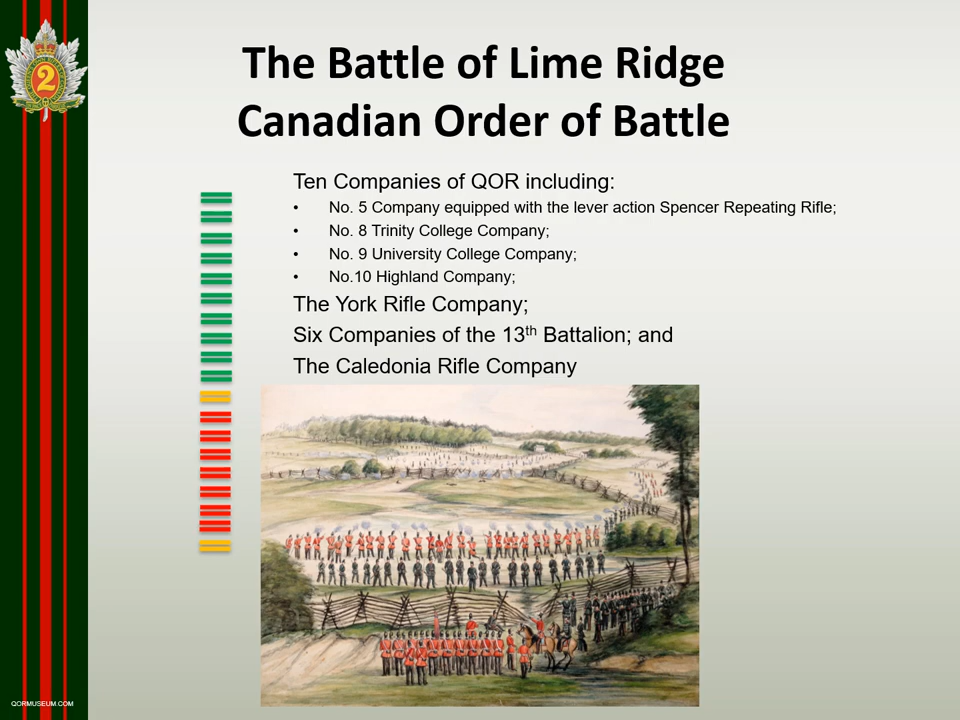 The Battle of Lime Ridge
Canadian Order of Battle
Ten Companies of QOR including:
• No. 5 Company equipped with the lever action Spencer Repeating Rifle;
• No. 8 Trinity College Company;
• No. 9 University College Company;
• No.10 Highland Company;
The York Rifle Company;
Six Companies of the 13th Battalion; and
The Caledonia Rifle Company
2
QORMUSEUM.COM